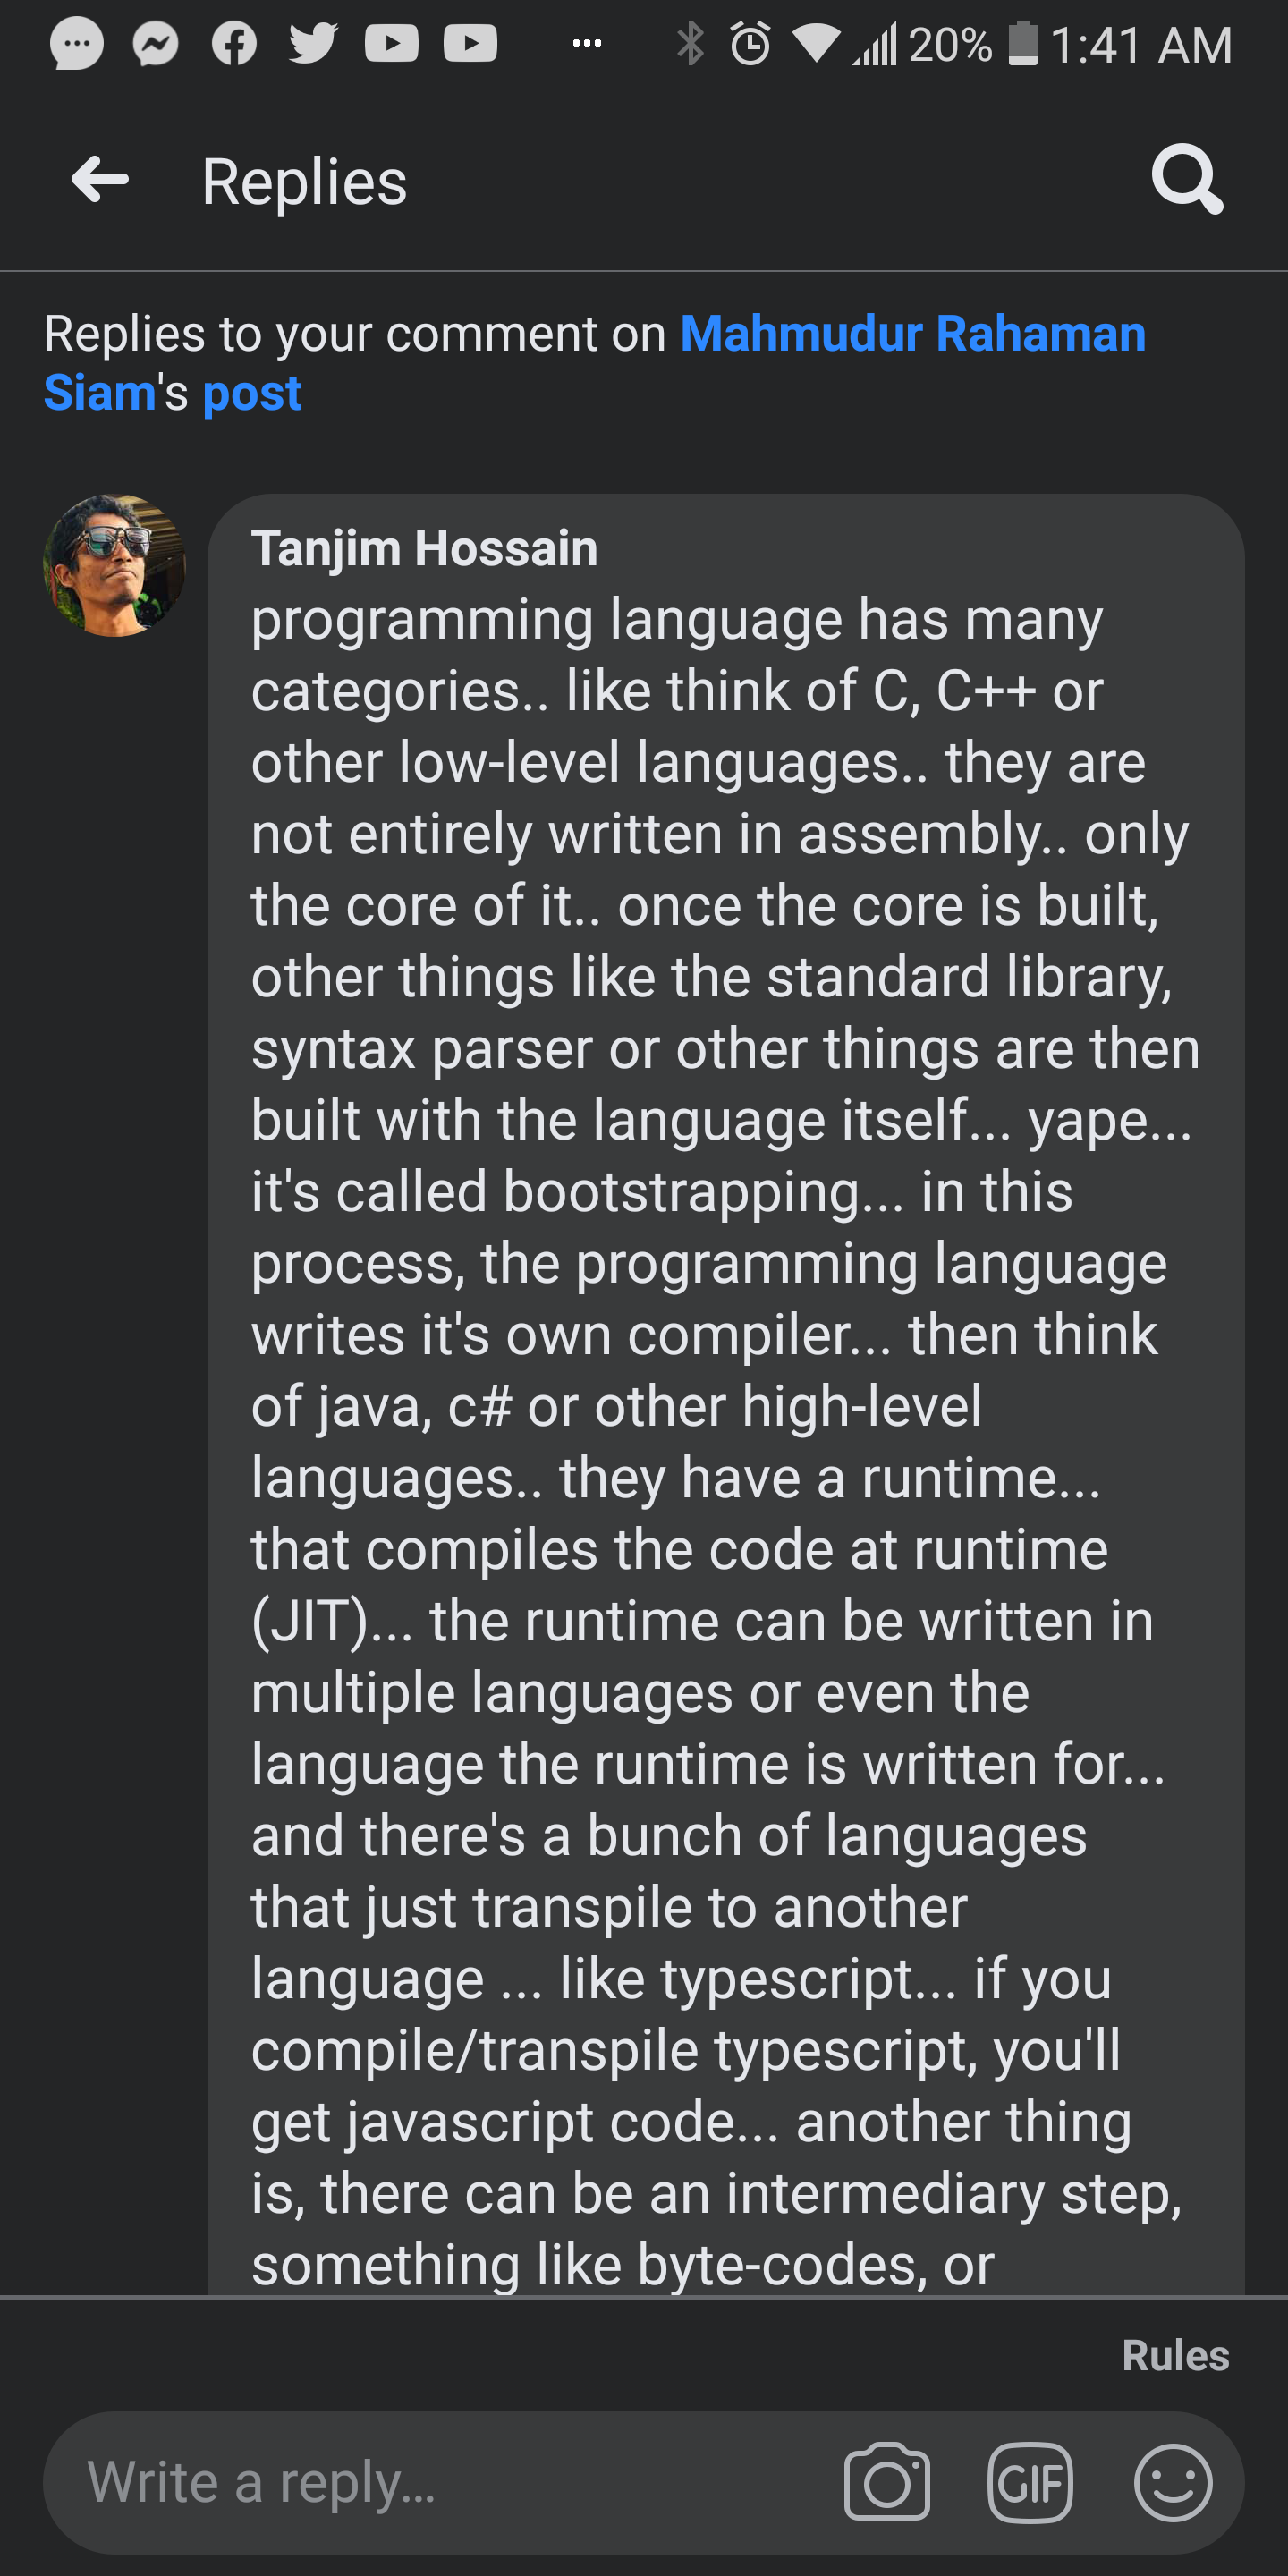 20% 1:41 AM
Replies
Replies to your comment on Mahmudur Rahaman
Siam's post
Tanjim Hossain
programming language has many
categories.. like think of C, C++ or
other low-level languages.. they are
not entirely written in assembly.. only
the core of it.. once the core is built,
other things like the standard library,
syntax parser or other things are then
built with the language itself... yape...
it's called bootstrapping... in this
process, the programming language
writes it's own compiler... then think
of java, c# or other high-level
languages.. they have a runtime...
that compiles the code at runtime
(JIT)... the runtime can be written in
multiple languages or even the
language the runtime is written for...
and there's a bunch of languages
that just transpile to another
language ... like typescript... if you
compile/transpile typescript, you'll
get javascript code... another thing
is, there can be an intermediary step,
something like byte-codes, or
Rules
Write a reply...
GIF